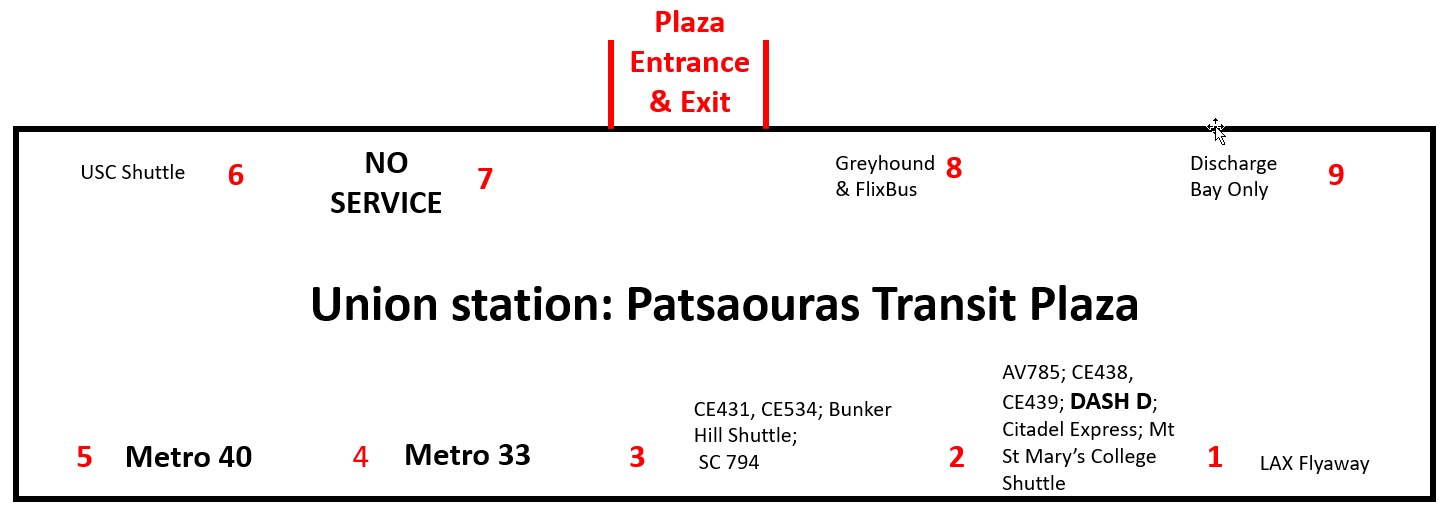 Plaza
Entrance
& Exit
USC Shuttle 6
NO
SERVICE
7
Greyhound
& FlixBus
8
Discharge
Bay Only
9
Union station: Patsaouras Transit Plaza
5 Metro 40
4 Metro 33
3
CE431, CE534; Bunker
Hill Shuttle;
SC 794
2
AV785; CE438,
CE439; DASH D;
Citadel Express; Mt
St Mary’s College
Shuttle
1 LAX Flyaway